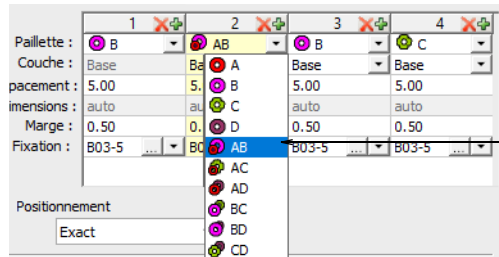 1 2 3 4
Paillette : B AB B C
Couche : Base Ba Base Base
pacement : 5.00 5. 5.00 5.00
imensions : auto au auto auto
Marge : 0.50 0. 0.50 0.50
Fixation : B03-5 ... B0 B03-5 ... B03-5 ...
A
B
C
D
AB
AC
AD
BC
BD
CD
Positionnement
Exact